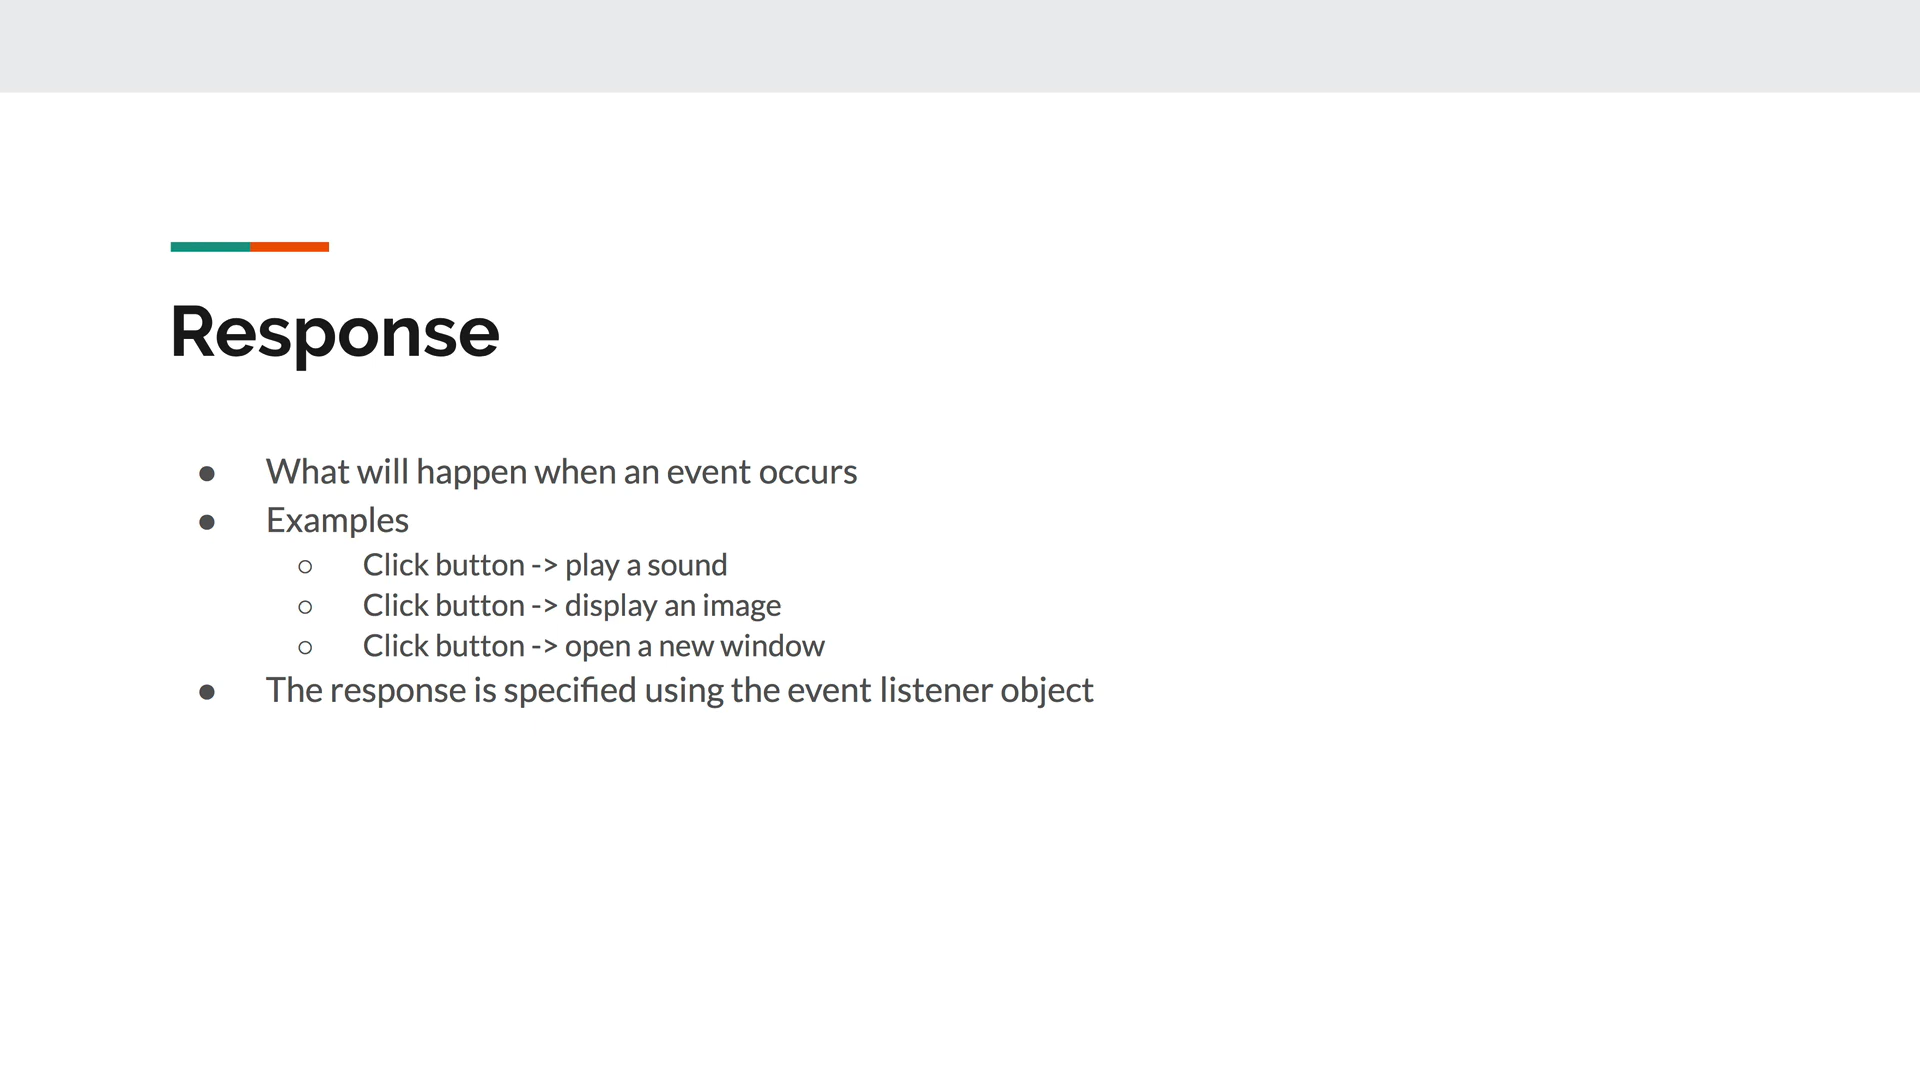 Response
● What will happen when an event occurs
● Examples
○ Click button -> play a sound
○ Click button -> display an image
○ Click button -> open a new window
● The response is specified using the event listener object